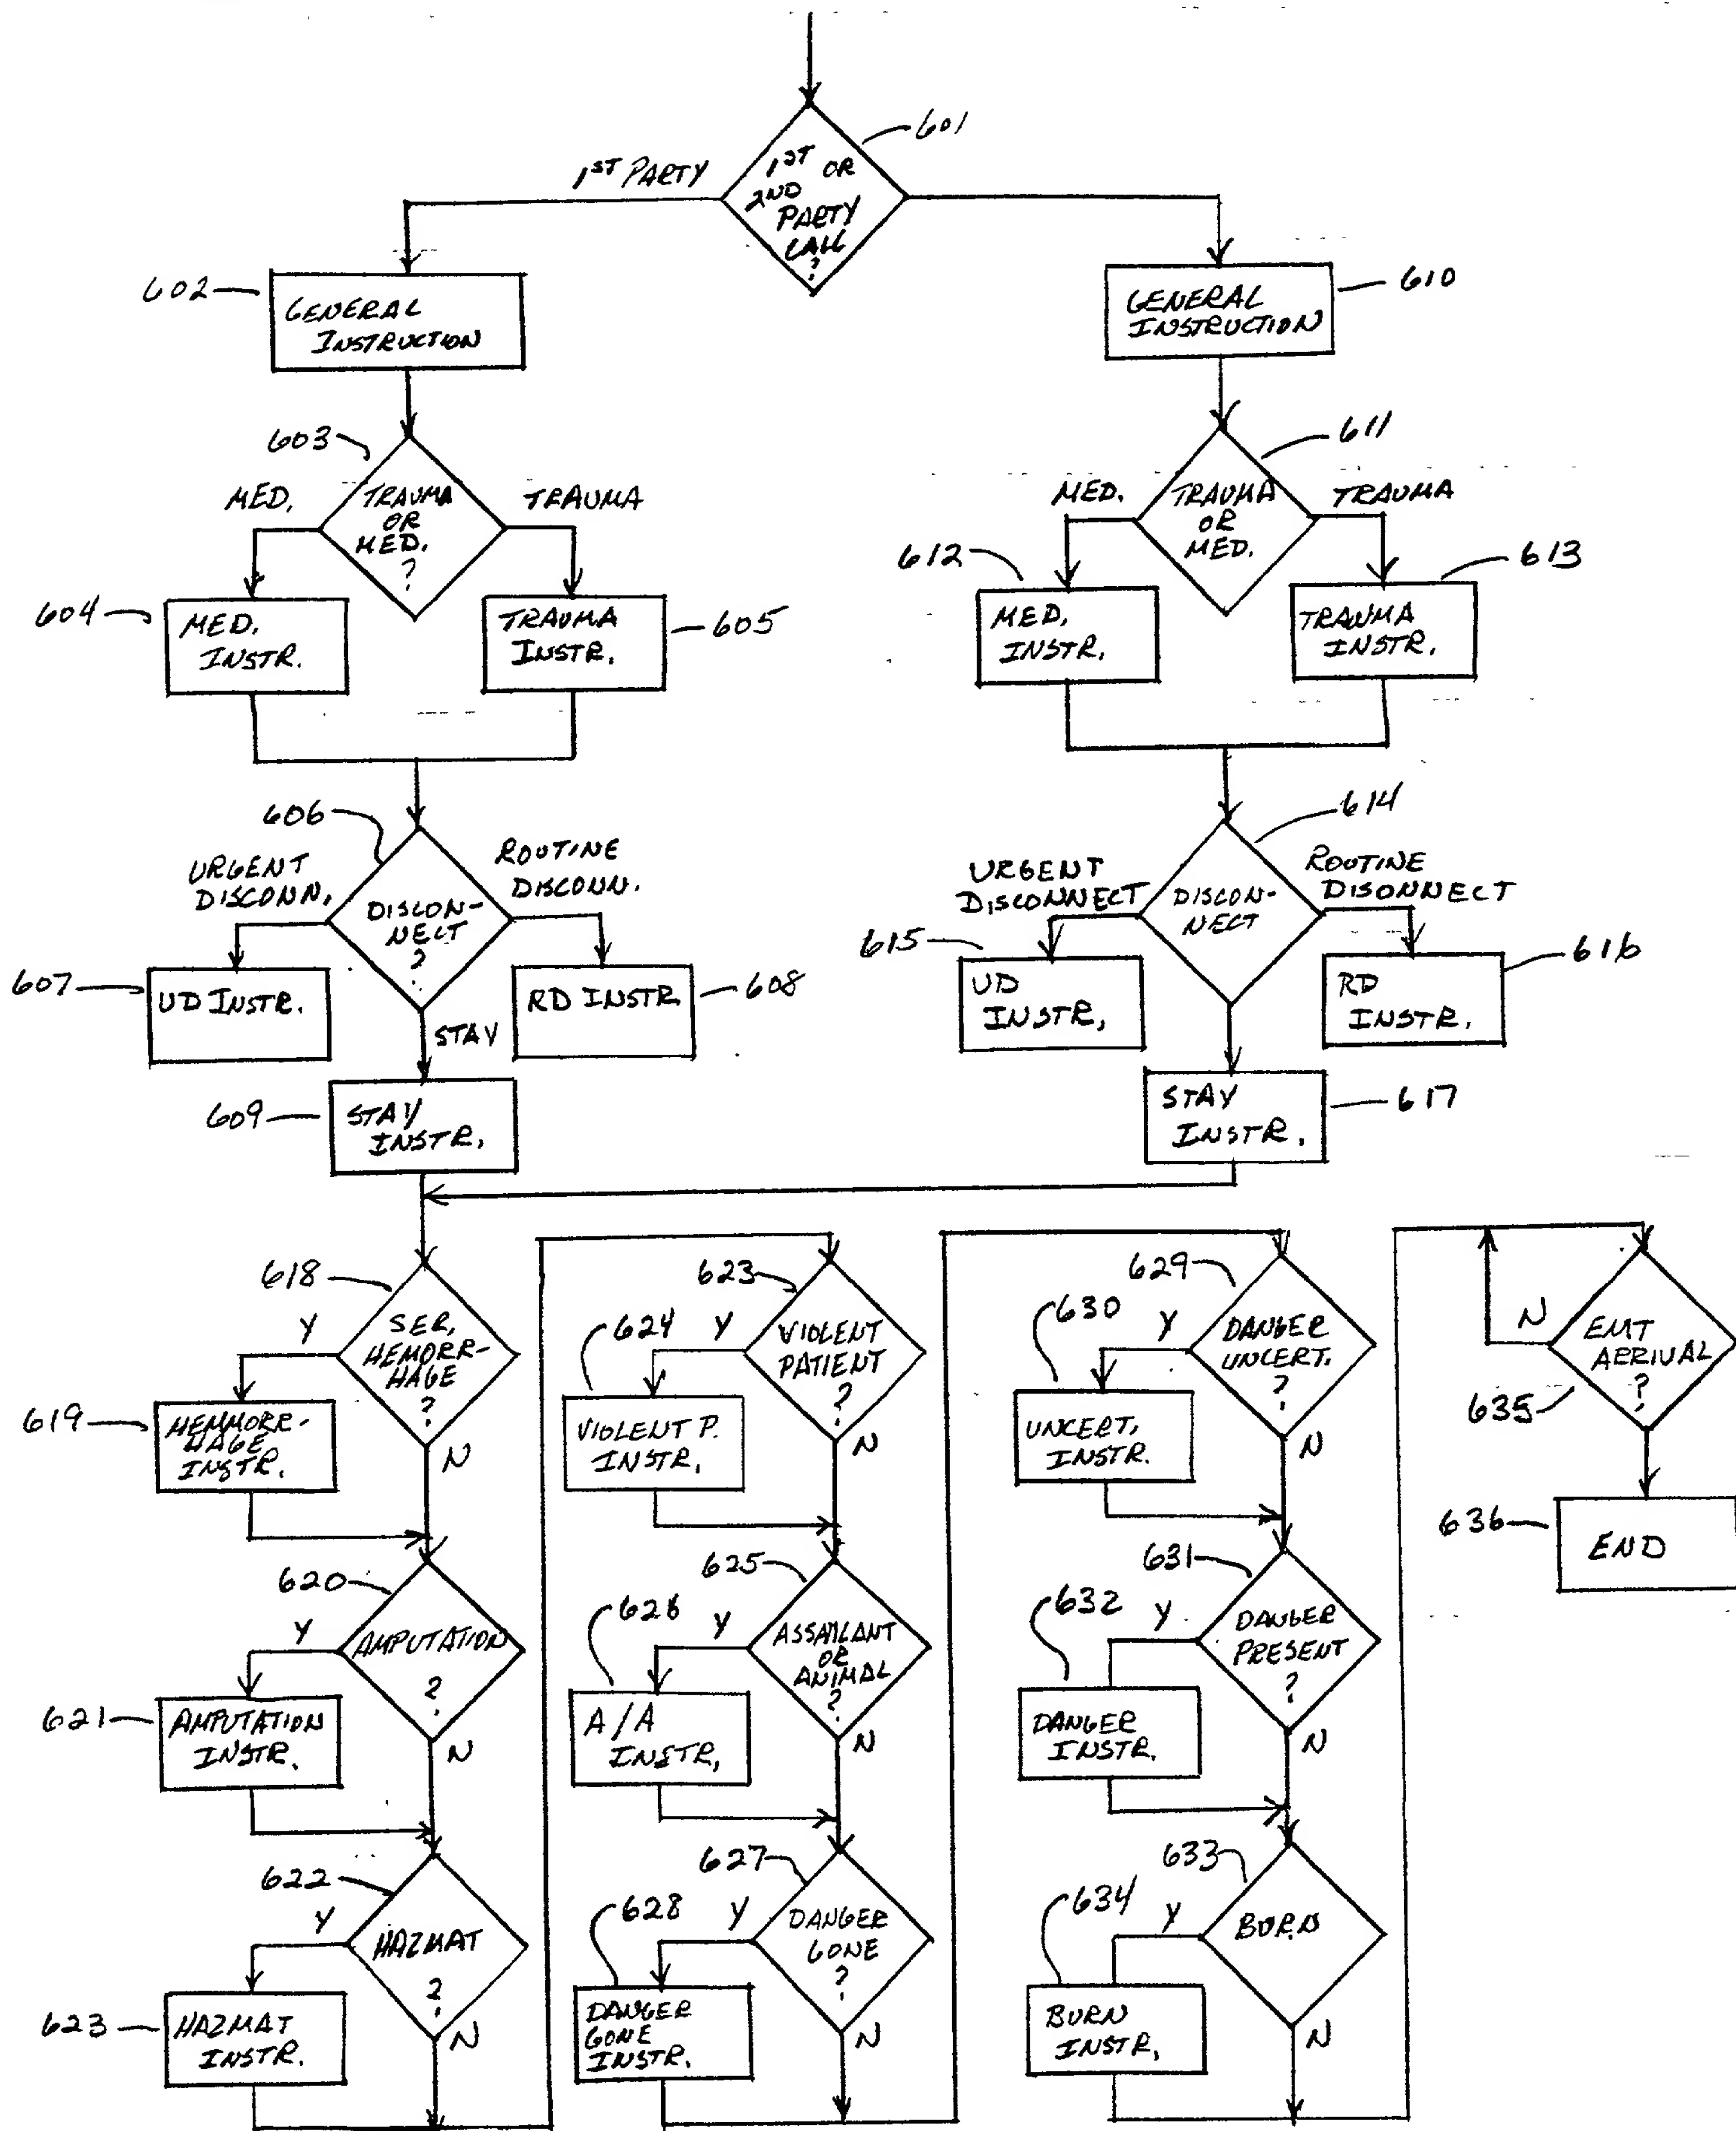 601
1ST PARTY
1ST OR
2ND
PARTY
CALL
?
602
GENERAL
INSTRUCTION
610
GENERAL
INSTRUCTION
603
MED.
TRAUMA
OR
MED.
?
TRAUMA
611
MED.
TRAUMA
OR
MED.
TRAUMA
604
MED.
INSTR.
TRAUMA
INSTR.
605
612
MED.
INSTR.
613
TRAUMA
INSTR.
606
URGENT
DISCONN.
DISCON-
NECT
?
ROUTINE
DISCONN.
614
URGENT
DISCONNECT
DISCON-
NECT
ROUTINE
DISONNECT
607
UD INSTR.
RD INSTR
608
STAY
615
UD
INSTR.
RD
INSTR.
616
609
STAY
INSTR.
STAY
INSTR.
617
618
Y
SER.
HEMORR-
HAGE
?
N
619
HEMMORR-
HAGE
INSTR.
620
Y
AMPUTATION
?
N
621
AMPUTATION
INSTR.
622
Y
HAZMAT
?
N
623
HAZMAT
INSTR.
623
624
Y
VIOLENT
PATIENT
?
N
VIOLENT P.
INSTR.
625
626
Y
ASSAILANT
OR
ANIMAL
?
N
A/A
INSTR.
627
628
Y
DANGER
GONE
?
N
DANGER
GONE
INSTR.
629
630
Y
DANGER
UNCERT.
?
N
UNCERT.
INSTR.
631
632
Y
DANGER
PRESENT
?
N
DANGER
INSTR.
633
634
Y
BURN
N
BURN
INSTR.
N
EMT
ARRIVAL
?
635
636
END